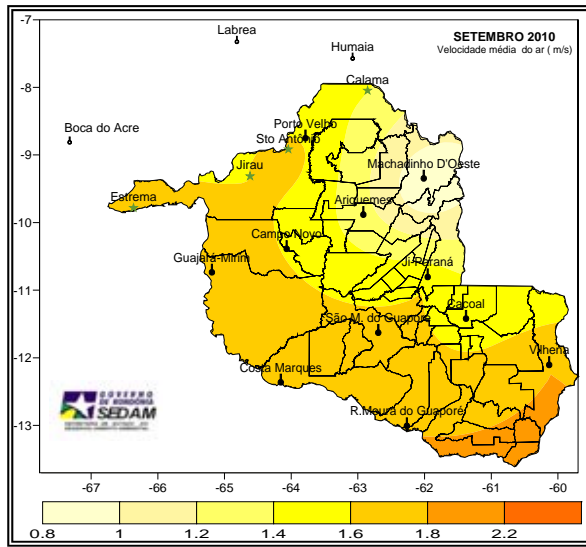 SETEMBRO 2010
Velocidade média do ar ( m/s)
Labrea
Humaia
Calama
Boca do Acre
Porto Velho
Sto Antônio
Machadinho D'Oeste
Jirau
Estrema
Ariquemes
Campo Novo
Guajará-Mirim
Ji-Paraná
Cacoal
São M. do Guaporé
Vilhena
Costa Marques
R.Moura do Guaporé
GOVERNO
DE RONDÔNIA
SEDAM
-7
-8
-9
-10
-11
-12
-13
-67 -66 -65 -64 -63 -62 -61 -60
0.8 1 1.2 1.4 1.6 1.8 2.2